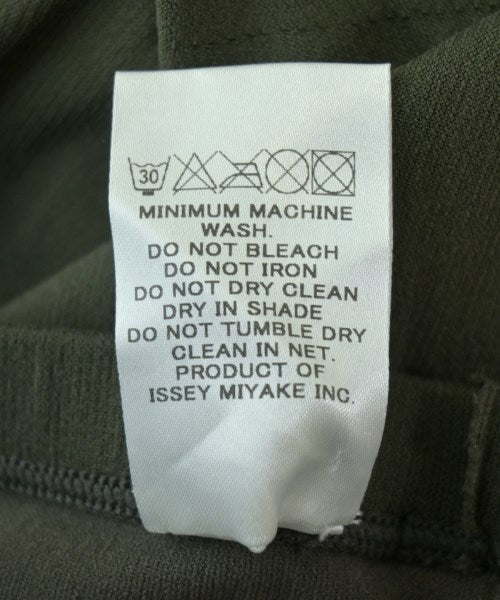 30
MINIMUM MACHINE
WASH.
DO NOT BLEACH
DO NOT IRON
DO NOT DRY CLEAN
DRY IN SHADE
DO NOT TUMBLE DRY
CLEAN IN NET.
PRODUCT OF
ISSEY MIYAKE INC.